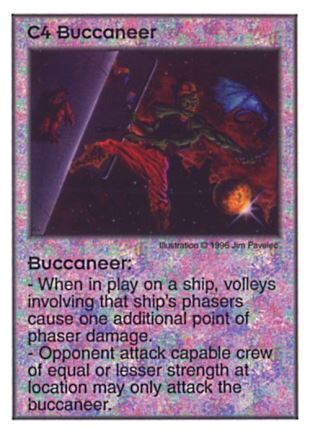 C4 Buccaneer
Illustration © 1996 Jim Pavelec
Buccaneer:
- When in play on a ship, volleys
involving that ship's phasers
cause one additional point of
phaser damage.
- Opponent attack capable crew
of equal or lesser strength at
location may only attack the
buccaneer.